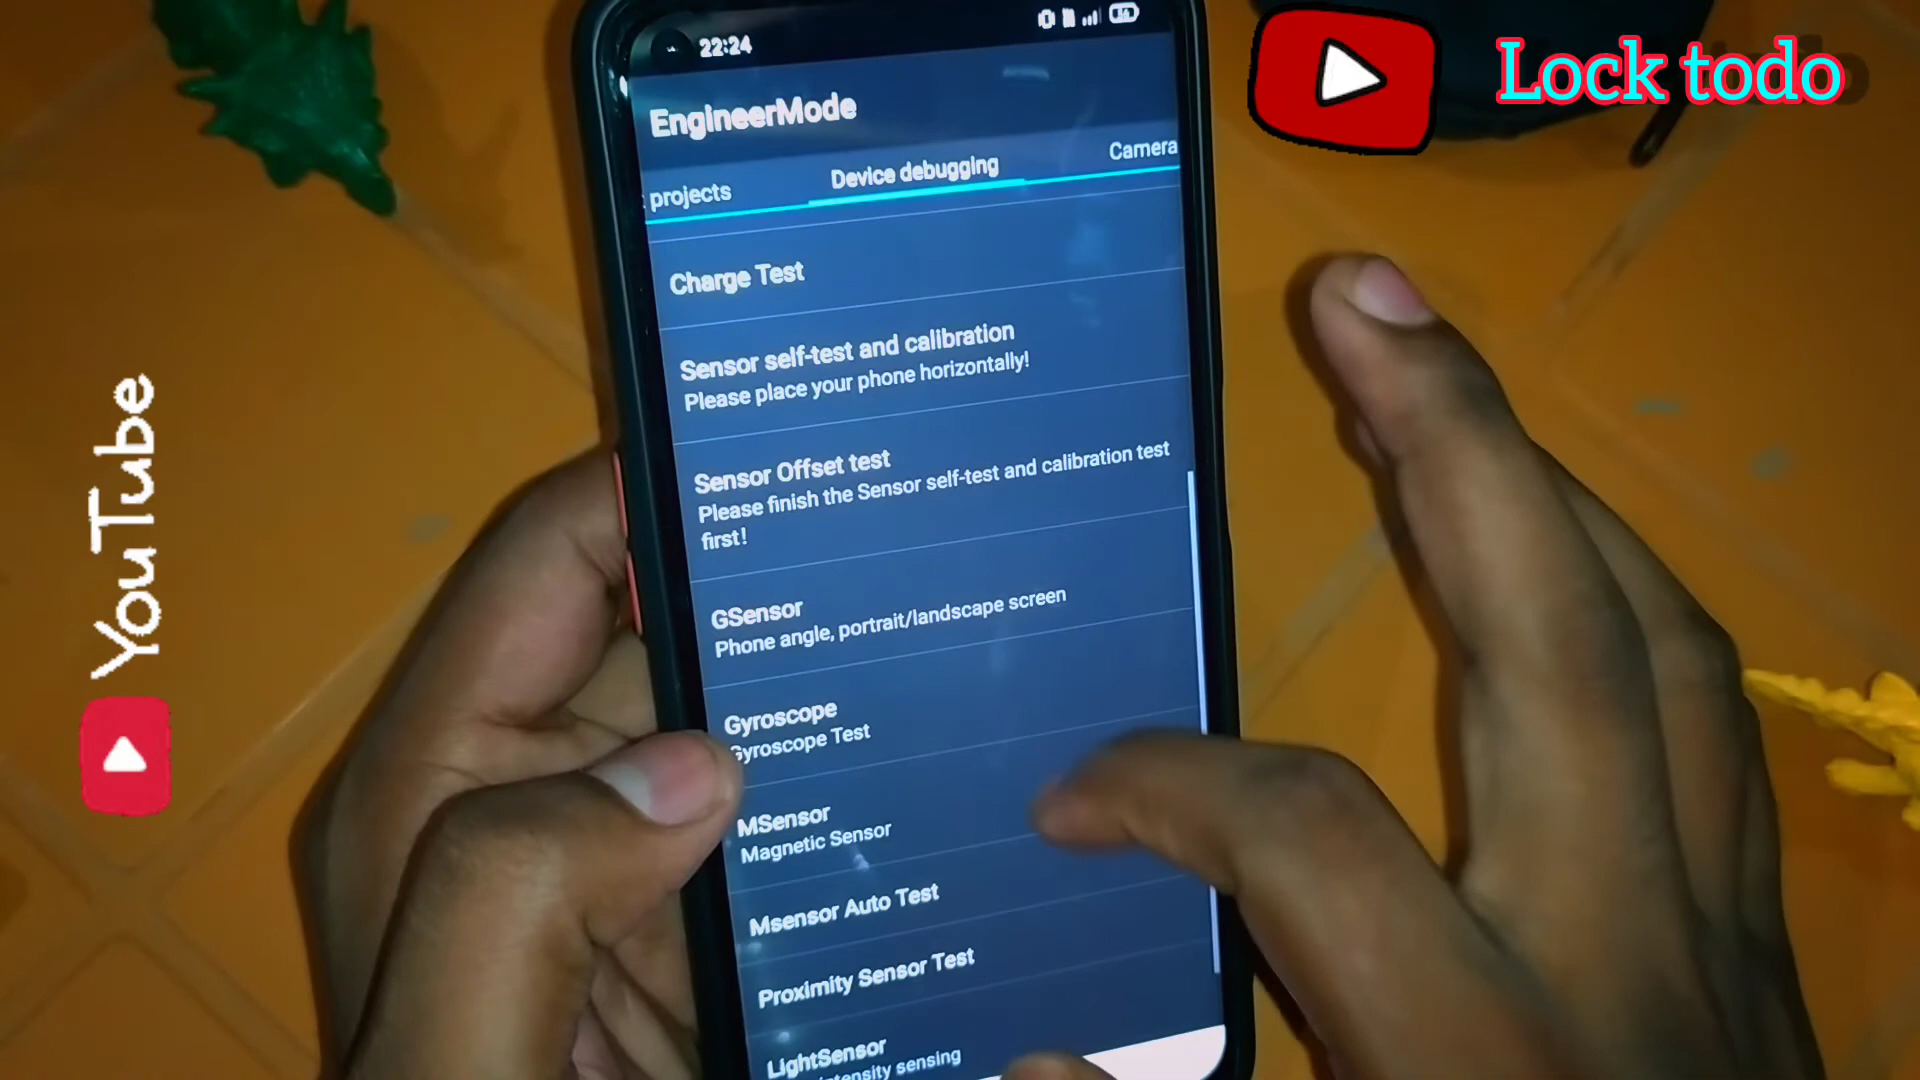 22:24
Lock todo
EngineerMode
projects
Device debugging
Camera
Charge Test
Sensor self-test and calibration
Please place your phone horizontally!
Sensor Offset test
Please finish the Sensor self-test and calibration test
first!
GSensor
Phone angle, portrait/landscape screen
Gyroscope
Gyroscope Test
MSensor
Magnetic Sensor
Msensor Auto Test
Proximity Sensor Test
LightSensor
sensing
YouTube